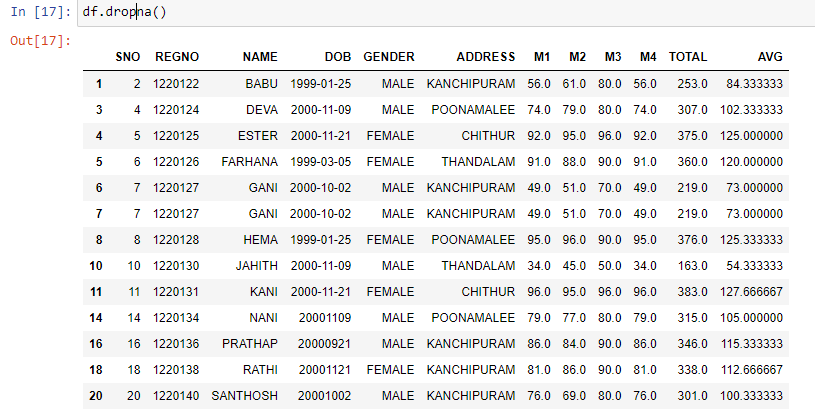 In [17]: df.dropna()
Out[17]:
SNO REGNO NAME DOB GENDER ADDRESS M1 M2 M3 M4 TOTAL AVG
1 2 1220122 BABU 1999-01-25 MALE KANCHIPURAM 56.0 61.0 80.0 56.0 253.0 84.333333
3 4 1220124 DEVA 2000-11-09 MALE POONAMALEE 74.0 79.0 80.0 74.0 307.0 102.333333
4 5 1220125 ESTER 2000-11-21 FEMALE CHITHUR 92.0 95.0 96.0 92.0 375.0 125.000000
5 6 1220126 FARHANA 1999-03-05 FEMALE THANDALAM 91.0 88.0 90.0 91.0 360.0 120.000000
6 7 1220127 GANI 2000-10-02 MALE KANCHIPURAM 49.0 51.0 70.0 49.0 219.0 73.000000
7 7 1220127 GANI 2000-10-02 MALE KANCHIPURAM 49.0 51.0 70.0 49.0 219.0 73.000000
8 8 1220128 HEMA 1999-01-25 FEMALE POONAMALEE 95.0 96.0 90.0 95.0 376.0 125.333333
10 10 1220130 JAHITH 2000-11-09 MALE THANDALAM 34.0 45.0 50.0 34.0 163.0 54.333333
11 11 1220131 KANI 2000-11-21 FEMALE CHITHUR 96.0 95.0 96.0 96.0 383.0 127.666667
14 14 1220134 NANI 20001109 MALE POONAMALEE 79.0 77.0 80.0 79.0 315.0 105.000000
16 16 1220136 PRATHAP 20000921 MALE KANCHIPURAM 86.0 84.0 90.0 86.0 346.0 115.333333
18 18 1220138 RATHI 20001121 FEMALE KANCHIPURAM 81.0 86.0 90.0 81.0 338.0 112.666667
20 20 1220140 SANTHOSH 20001002 MALE KANCHIPURAM 76.0 69.0 80.0 76.0 301.0 100.333333